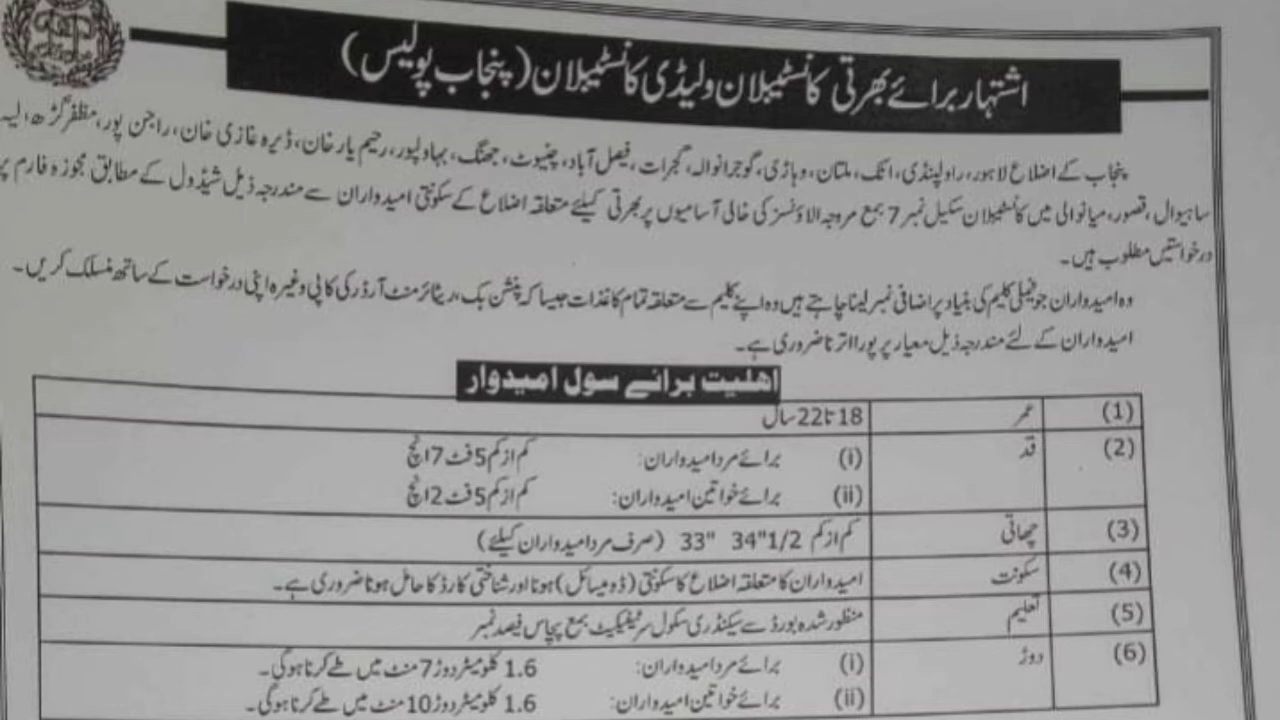 اشتہار برائے بھرتی کانسٹیبلان ولیڈی کانسٹیبلان (پنجاب پولیس)
پنجاب کے اضلاع لاہور، راولپنڈی، اٹک، ملتان، وہاڑی، گوجرانوالہ، گجرات، فیصل آباد، چنیوٹ، جھنگ، بہاولپور، رحیم یار خان، ڈیرہ غازی خان، راجن پور، مظفر گڑھ، لیہ
ساہیوال، قصور، میانوالی میں کانسٹیبلان سکیل نمبر 7 بمع مروجہ الاؤنسز کی خالی آسامیوں پر بھرتی کیلئے متعلقہ اضلاع کے سکونتی امیدواران سے مندرجہ ذیل شیڈول کے مطابق مجوزہ فارم پر
درخواستیں مطلوب ہیں۔
وہ امیدواران جو فیملی کلیم کی بنیاد پر اضافی نمبر لینا چاہتے ہیں وہ اپنے کلیم سے متعلقہ تمام کاغذات جیسا کہ پنشن بک، ریٹائرمنٹ آرڈر کی کاپی وغیرہ اپنی درخواست کے ساتھ منسلک کریں۔
امیدواران کے لئے مندرجہ ذیل معیار پر پورا اترنا ضروری ہے۔
اہلیت برائے سول امیدوار
(1) عمر 18 تا 22 سال
(2) قد (i) برائے مرد امیدواران: کم از کم 5 فٹ 7 انچ
(ii) برائے خواتین امیدواران: کم از کم 5 فٹ 2 انچ
(3) چھاتی کم از کم 33" 34"1/2 (صرف مرد امیدواران کیلئے)
(4) سکونت امیدواران کا متعلقہ اضلاع کا سکونتی (ڈومیسائل) ہونا اور شناختی کارڈ کا حامل ہونا ضروری ہے۔
(5) تعلیم منظور شدہ بورڈ سے سیکنڈری سکول سرٹیفکیٹ بمع پچاس فیصد نمبر
(6) دوڑ (i) برائے مرد امیدواران: 1.6 کلومیٹر دوڑ 7 منٹ میں طے کرنا ہوگی۔
(ii) برائے خواتین امیدواران: 1.6 کلومیٹر دوڑ 10 منٹ میں طے کرنا ہوگی۔